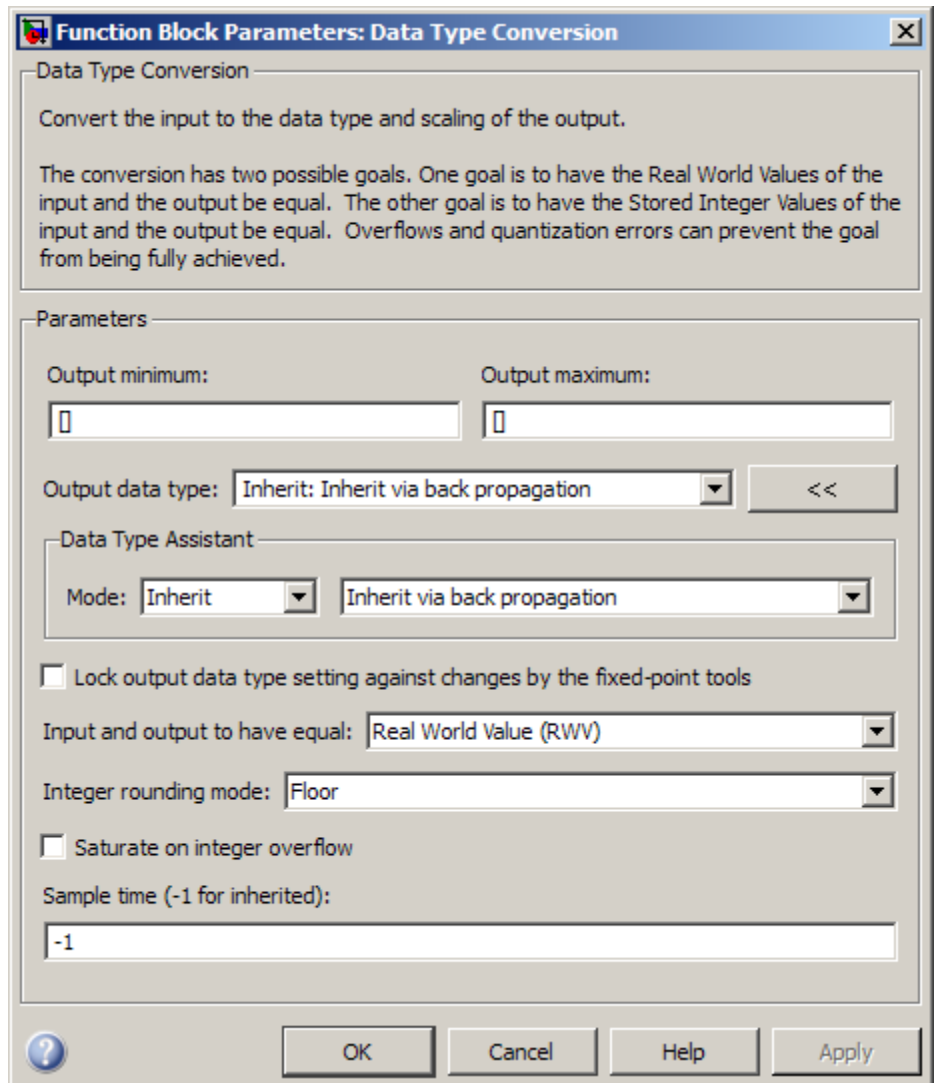 Function Block Parameters: Data Type Conversion
Data Type Conversion
Convert the input to the data type and scaling of the output.
The conversion has two possible goals. One goal is to have the Real World Values of the
input and the output be equal.  The other goal is to have the Stored Integer Values of the
input and the output be equal.  Overflows and quantization errors can prevent the goal
from being fully achieved.
Parameters
Output minimum: Output maximum:
[] []
Output data type: Inherit: Inherit via back propagation <<
Data Type Assistant
Mode: Inherit Inherit via back propagation
Lock output data type setting against changes by the fixed-point tools
Input and output to have equal: Real World Value (RWV)
Integer rounding mode: Floor
Saturate on integer overflow
Sample time (-1 for inherited):
-1
? OK Cancel Help Apply